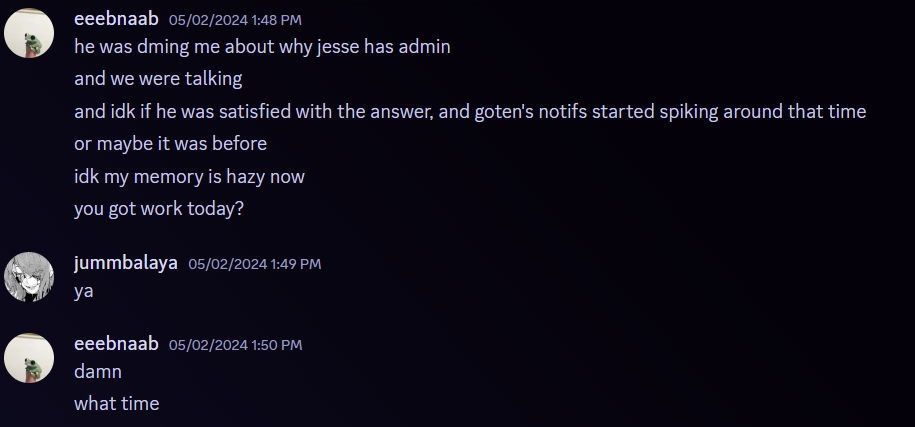 eeebnaab 05/02/2024 1:48 PM
he was dming me about why jesse has admin
and we were talking
and idk if he was satisfied with the answer, and goten's notifs started spiking around that time
or maybe it was before
idk my memory is hazy now
you got work today?
jummbalaya 05/02/2024 1:49 PM
ya
eeebnaab 05/02/2024 1:50 PM
damn
what time